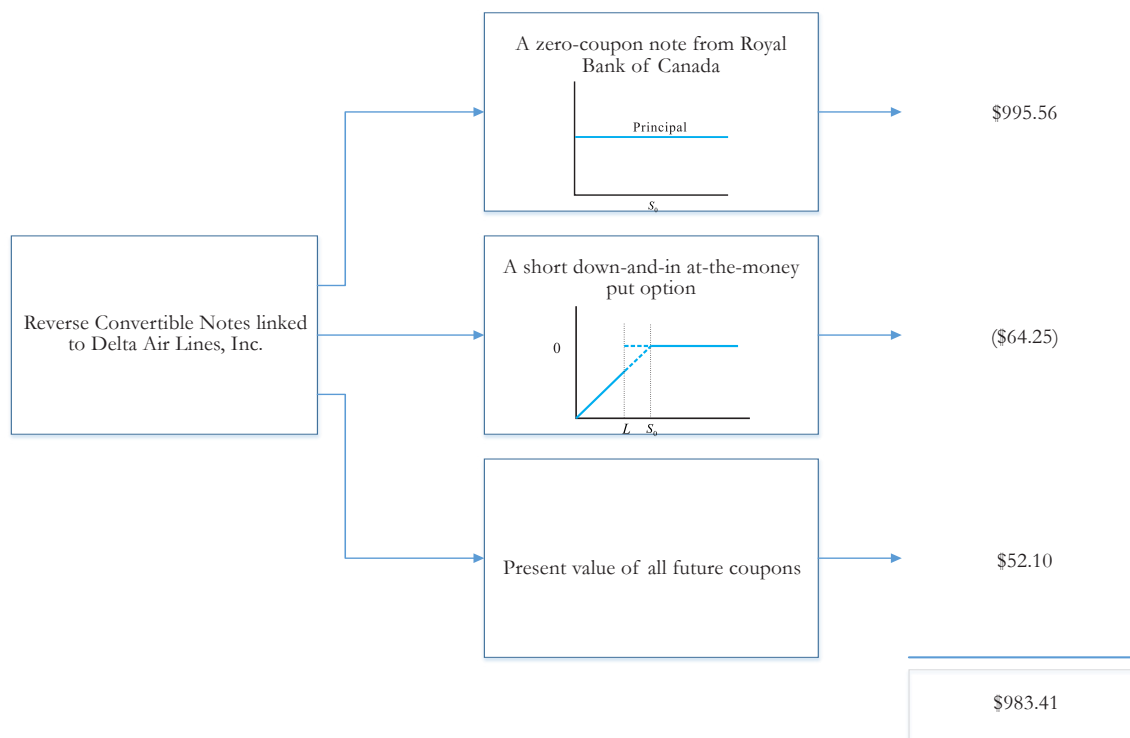 A zero-coupon note from Royal
Bank of Canada
Principal
S₀
$995.56
Reverse Convertible Notes linked
to Delta Air Lines, Inc.
A short down-and-in at-the-money
put option
0
L S₀
($64.25)
Present value of all future coupons
$52.10
$983.41